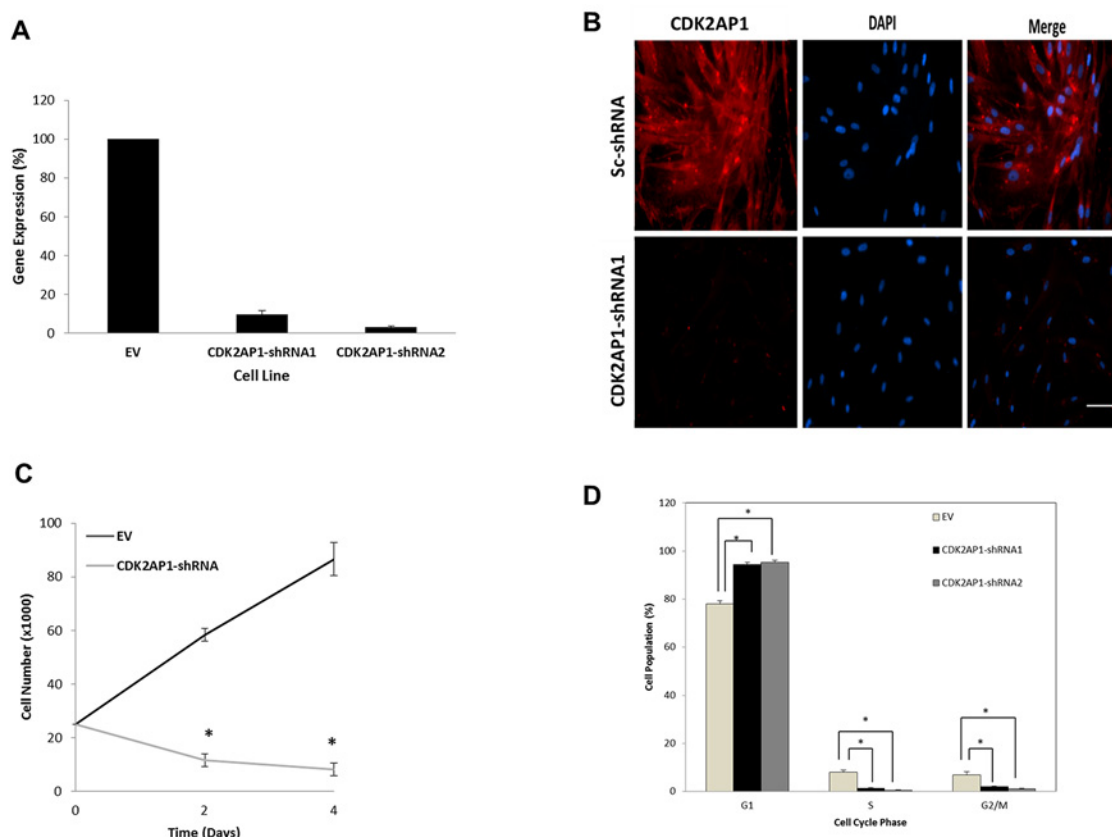 A
120
100
80
60
40
20
0
Gene Expression (%)
EV
CDK2AP1-shRNA1
CDK2AP1-shRNA2
Cell Line
B
CDK2AP1
DAPI
Merge
Sc-shRNA
CDK2AP1-shRNA1
C
100
80
60
40
20
0
Cell Number (x1000)
EV
CDK2AP1-shRNA
*
*
0
2
4
Time (Days)
D
120
100
80
60
40
20
0
Cell Population (%)
EV
CDK2AP1-shRNA1
CDK2AP1-shRNA2
*
*
*
*
*
*
G1
S
G2/M
Cell Cycle Phase